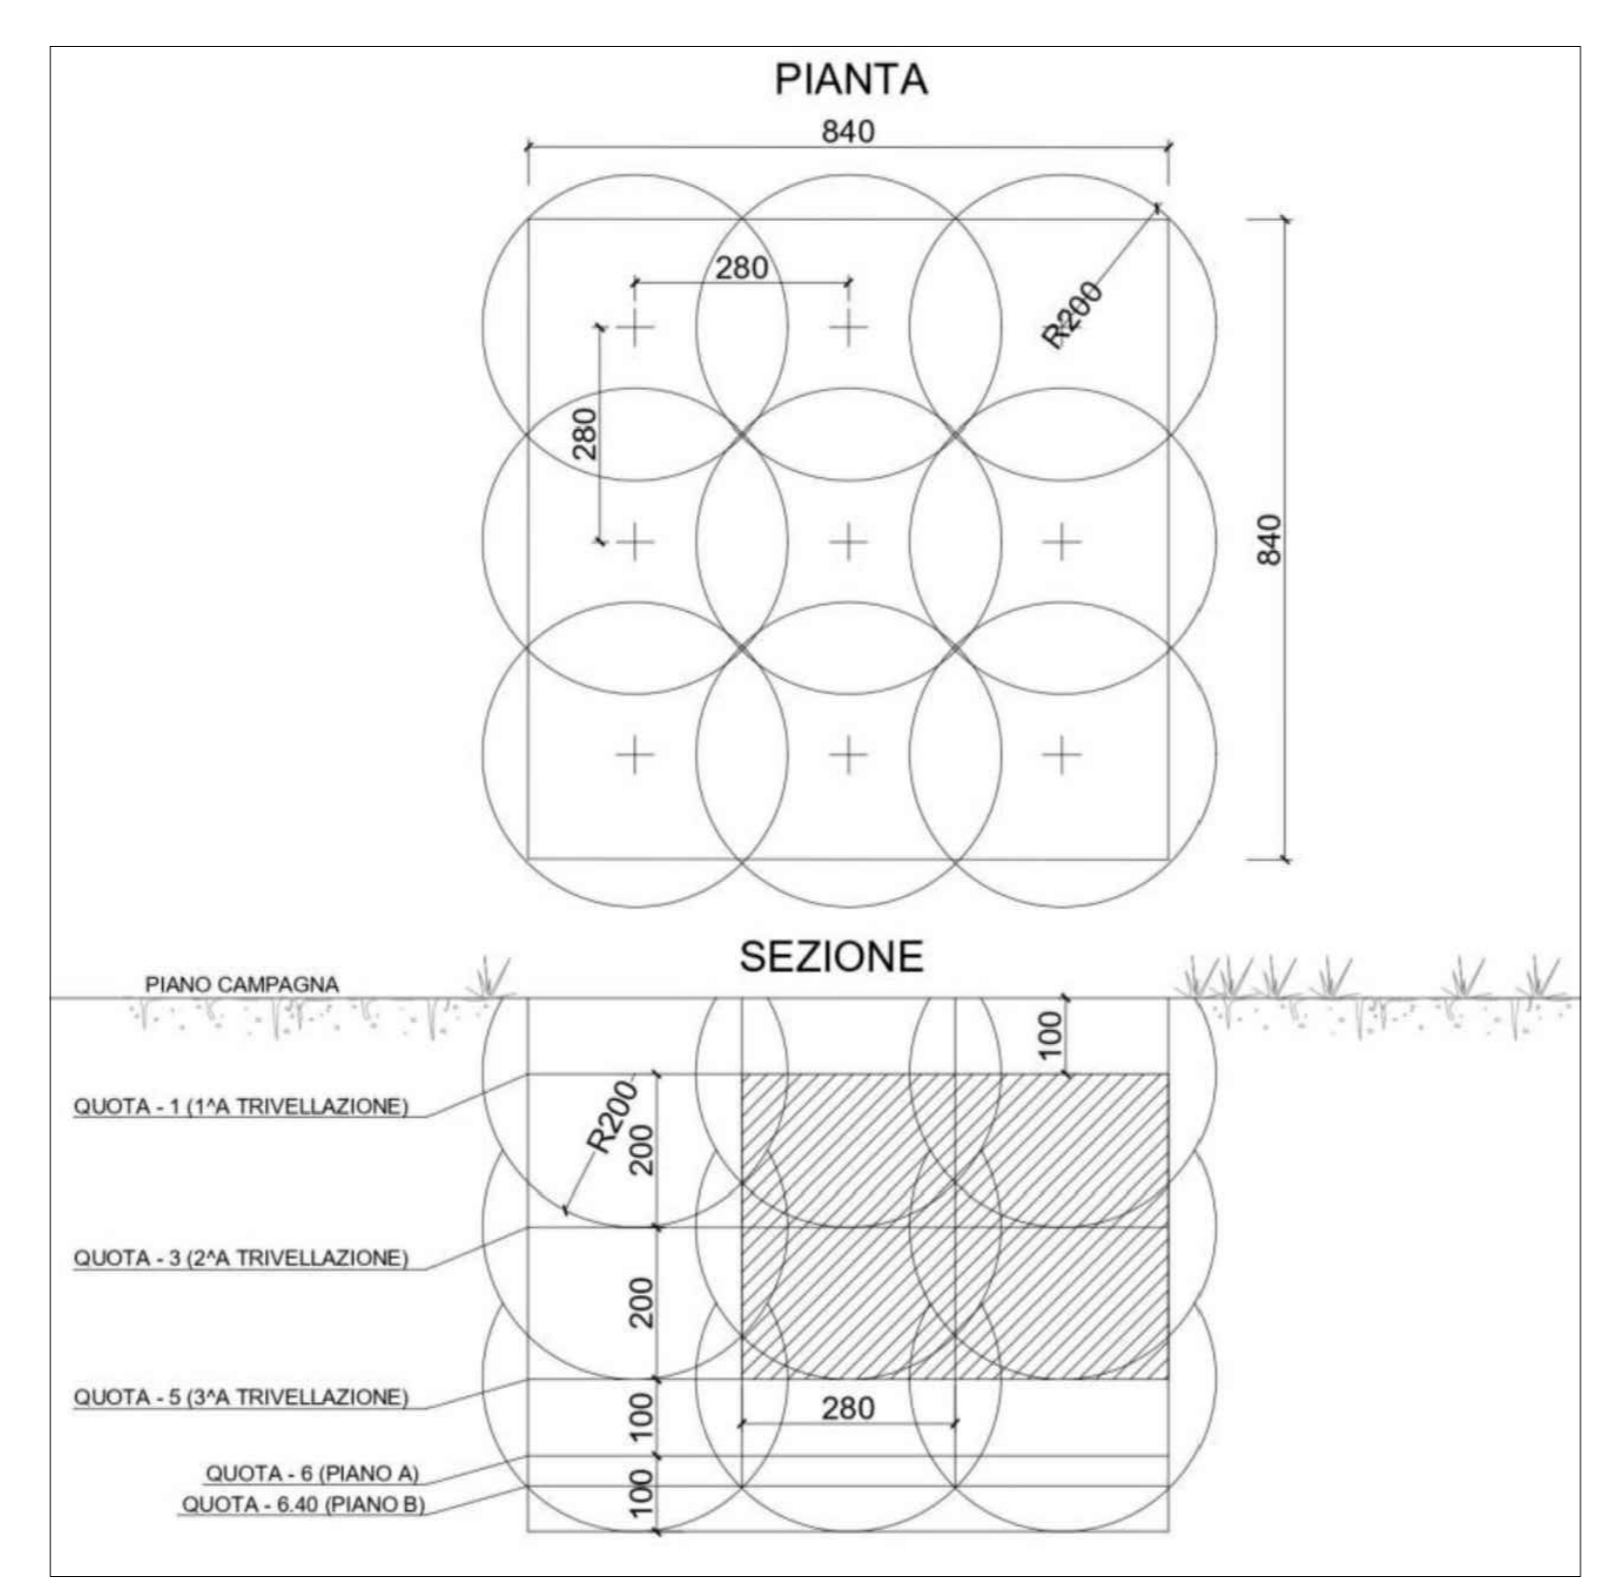 PIANTA
840
280
R200
280
840
SEZIONE
PIANO CAMPAGNA
100
QUOTA - 1 (1^A TRIVELLAZIONE)
R200
200
QUOTA - 3 (2^A TRIVELLAZIONE)
200
QUOTA - 5 (3^A TRIVELLAZIONE)
280
100
QUOTA - 6 (PIANO A)
100
QUOTA - 6.40 (PIANO B)